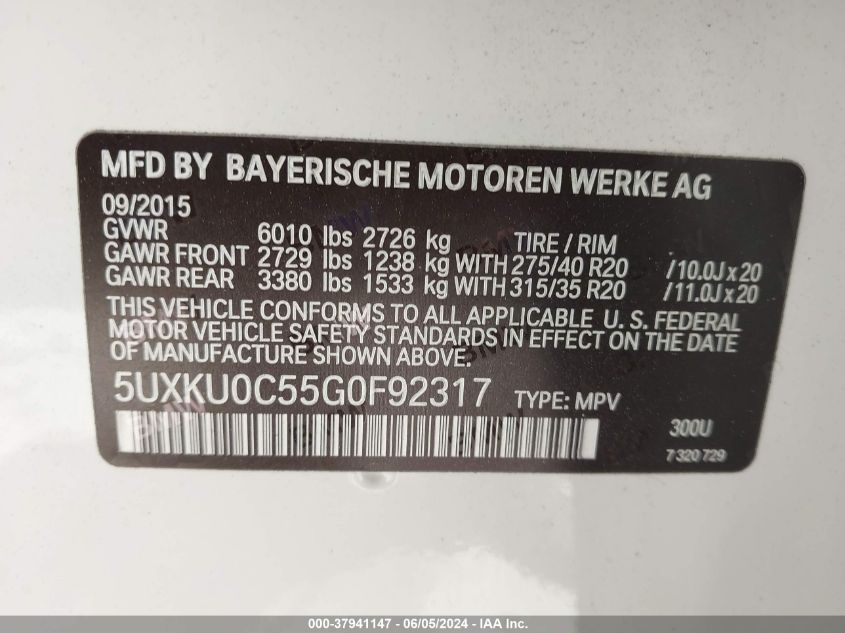 MFD BY BAYERISCHE MOTOREN WERKE AG
09/2015
GVWR 6010 lbs 2726 kg TIRE / RIM
GAWR FRONT 2729 lbs 1238 kg WITH 275/40 R20 /10.0J x 20
GAWR REAR 3380 lbs 1533 kg WITH 315/35 R20 /11.0J x 20
THIS VEHICLE CONFORMS TO ALL APPLICABLE U. S. FEDERAL
MOTOR VEHICLE SAFETY STANDARDS IN EFFECT ON THE DATE
OF MANUFACTURE SHOWN ABOVE.
5UXKU0C55G0F92317 TYPE: MPV
300U
7 320 729
000-37941147 - 06/05/2024 - IAA Inc.